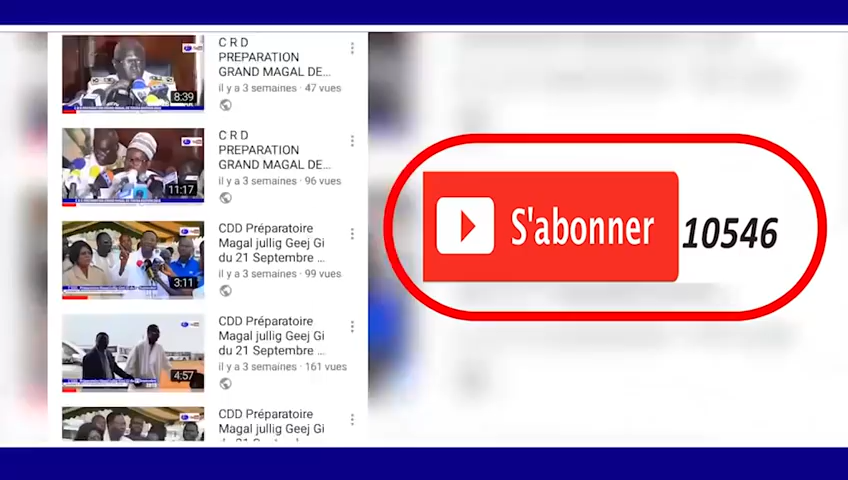 C R D
PREPARATION
GRAND MAGAL DE...
il y a 3 semaines · 47 vues
8:39
C R D
PREPARATION
GRAND MAGAL DE...
il y a 3 semaines · 96 vues
11:17
CDD Préparatoire
Magal jullig Geej Gi
du 21 Septembre ...
il y a 3 semaines · 99 vues
3:11
CDD Préparatoire
Magal jullig Geej Gi
du 21 Septembre ...
il y a 3 semaines · 161 vues
4:57
CDD Préparatoire
Magal jullig Geej Gi
du 21 Septembre
S'abonner
10546